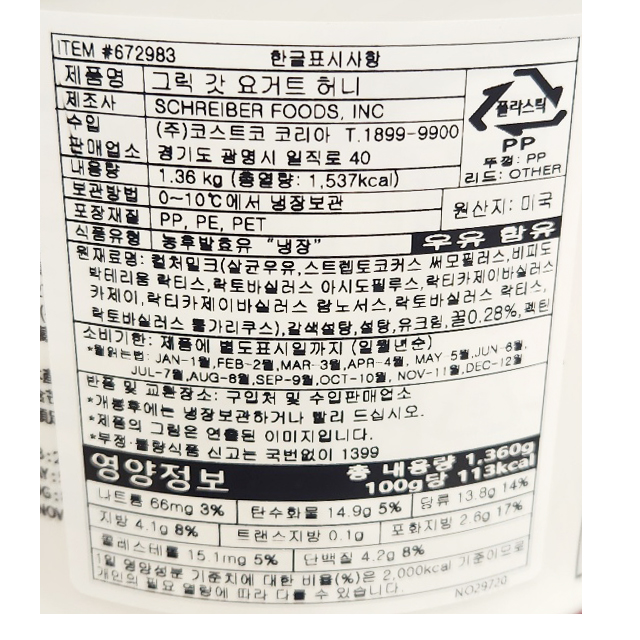 ITEM #672983 한글표시사항
제품명 그릭 갓 요거트 허니
제조사 SCHREIBER FOODS, INC
수입판매업소 (주)코스트코 코리아 T.1899-9900
경기도 광명시 일직로 40
플라스틱
PP
뚜껑: PP
리드: OTHER
내용량 1.36 kg (총열량: 1,537kcal)
보관방법 0~10℃에서 냉장보관
원산지: 미국
포장재질 PP, PE, PET
식품유형 농후발효유 "냉장"
우유 함유
원재료명: 컬처밀크(살균우유,스트렙토코커스 써모필러스,비피도
박테리움 락티스,락토바실러스 아시도필루스,락티카제이바실러스
카제이,락티카제이바실러스 람노서스,락토바실러스 락티스,
락토바실러스 불가리쿠스),갈색설탕,설탕,유크림,꿀0.28%,펙틴
소비기한: 제품에 별도표시일까지 (일월년순)
*월읽는법: JAN-1월,FEB-2월,MAR-3월,APR-4월, MAY 5월,JUN-6월,
JUL-7월,AUG-8월,SEP-9월,OCT-10월, NOV-11월,DEC-12월
반품 및 교환장소: 구입처 및 수입판매업소
*개봉후에는 냉장보관하거나 빨리 드십시오.
*제품의 그림은 연출된 이미지입니다.
*부정·불량식품 신고는 국번없이 1399
영양정보 총 내용량 1,360g
100g당 113kcal
나트륨 66mg 3% 탄수화물 14.9g 5% 당류 13.8g 14%
지방 4.1g 8% 트랜스지방 0.1g 포화지방 2.6g 17%
콜레스테롤 15.1mg 5% 단백질 4.2g 8%
1일 영양성분 기준치에 대한 비율(%)은 2,000kcal 기준이므로
개인의 필요 열량에 따라 다를 수 있습니다.
NO29720